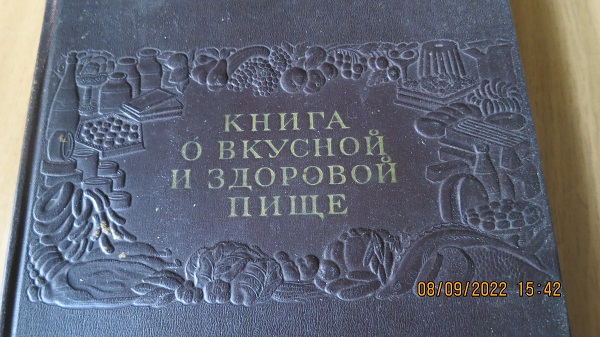 КНИГА
О ВКУСНОЙ
И ЗДОРОВОЙ
ПИЩЕ
08/09/2022 15:42